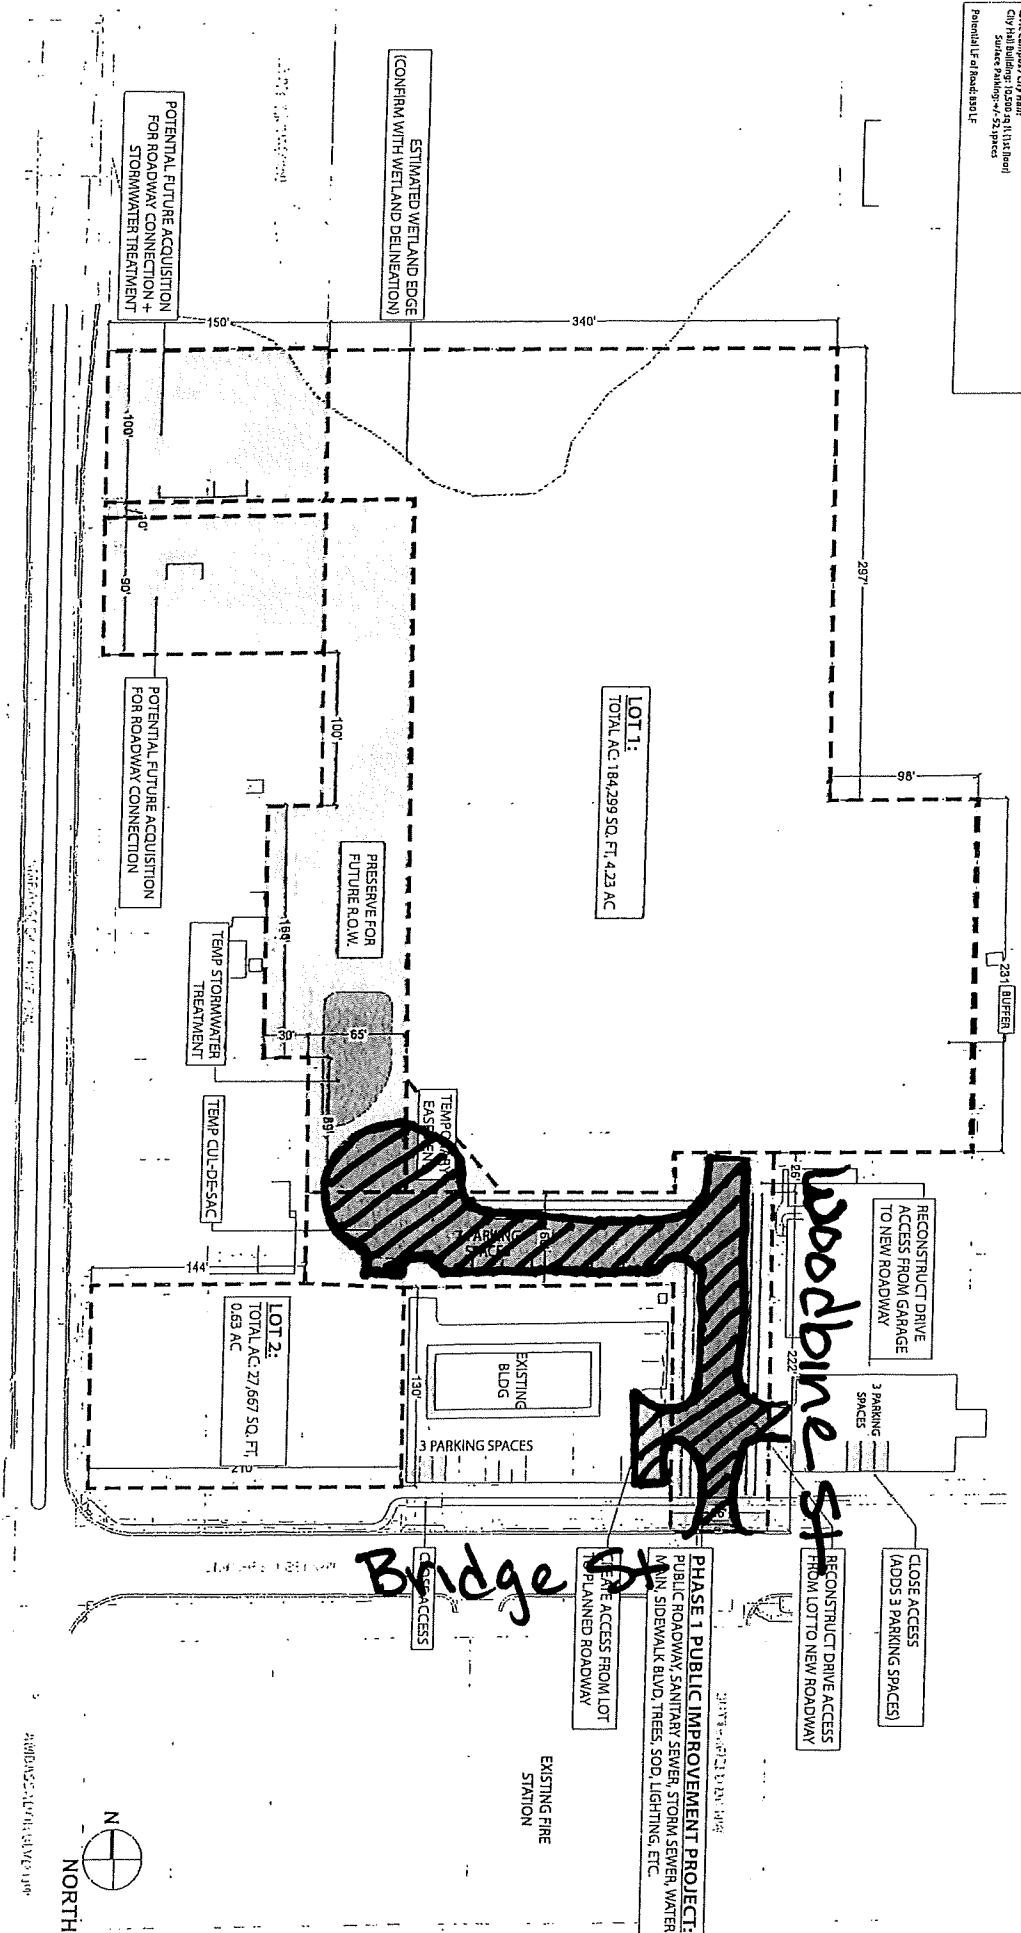 City Hall Building: 10,500 sq ft (1st floor)
Surface Parking: +/-52 spaces
Potential LF of Road: 830 LF
ESTIMATED WETLAND EDGE
(CONFIRM WITH WETLAND DELINEATION)
POTENTIAL FUTURE ACQUISITION
FOR ROADWAY CONNECTION +
STORMWATER TREATMENT
150'
340'
297'
98'
231'
BUFFER
100'
10'
90'
100'
LOT 1:
TOTAL AC: 184,299 SQ. FT, 4.23 AC
POTENTIAL FUTURE ACQUISITION
FOR ROADWAY CONNECTION
PRESERVE FOR
FUTURE R.O.W.
TEMP STORMWATER
TREATMENT
30'
65'
89'
TEMP CUL-DE-SAC
PARKING
26'
222'
Woodbine St
RECONSTRUCT DRIVE
ACCESS FROM GARAGE
TO NEW ROADWAY
3 PARKING
SPACES
144'
LOT 2:
TOTAL AC: 27,667 SQ. FT,
0.63 AC
210'
130'
EXISTING
BLDG
3 PARKING SPACES
Bridge St
ACCESS
ACCESS FROM LOT
TO PLANNED ROADWAY
PHASE 1 PUBLIC IMPROVEMENT PROJECT:
PUBLIC ROADWAY, SANITARY SEWER, STORM SEWER, WATER
MAIN, SIDEWALK BLVD, TREES, SOD, LIGHTING, ETC.
RECONSTRUCT DRIVE ACCESS
FROM LOT TO NEW ROADWAY
CLOSE ACCESS
(ADDS 3 PARKING SPACES)
EXISTING FIRE
STATION
N
NORTH